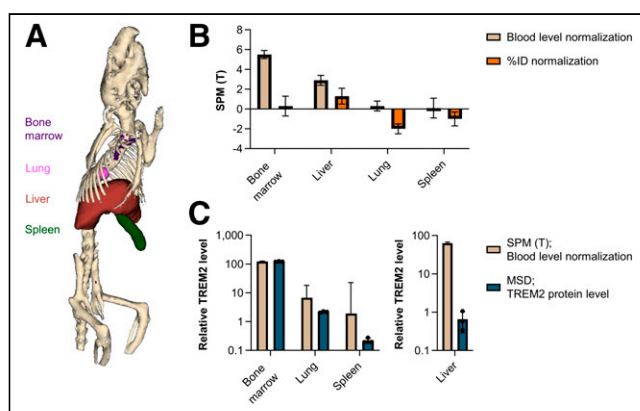 A
Bone
marrow
Lung
Liver
Spleen
B
SPM (T)
8
6
4
2
0
-2
-4
Bone
marrow
Liver
Lung
Spleen
Blood level normalization
%ID normalization
C
Relative TREM2 level
1,000
100
10
1
0.1
Bone
marrow
Lung
Spleen
Relative TREM2 level
100
10
1
0.1
Liver
SPM (T);
Blood level normalization
MSD;
TREM2 protein level